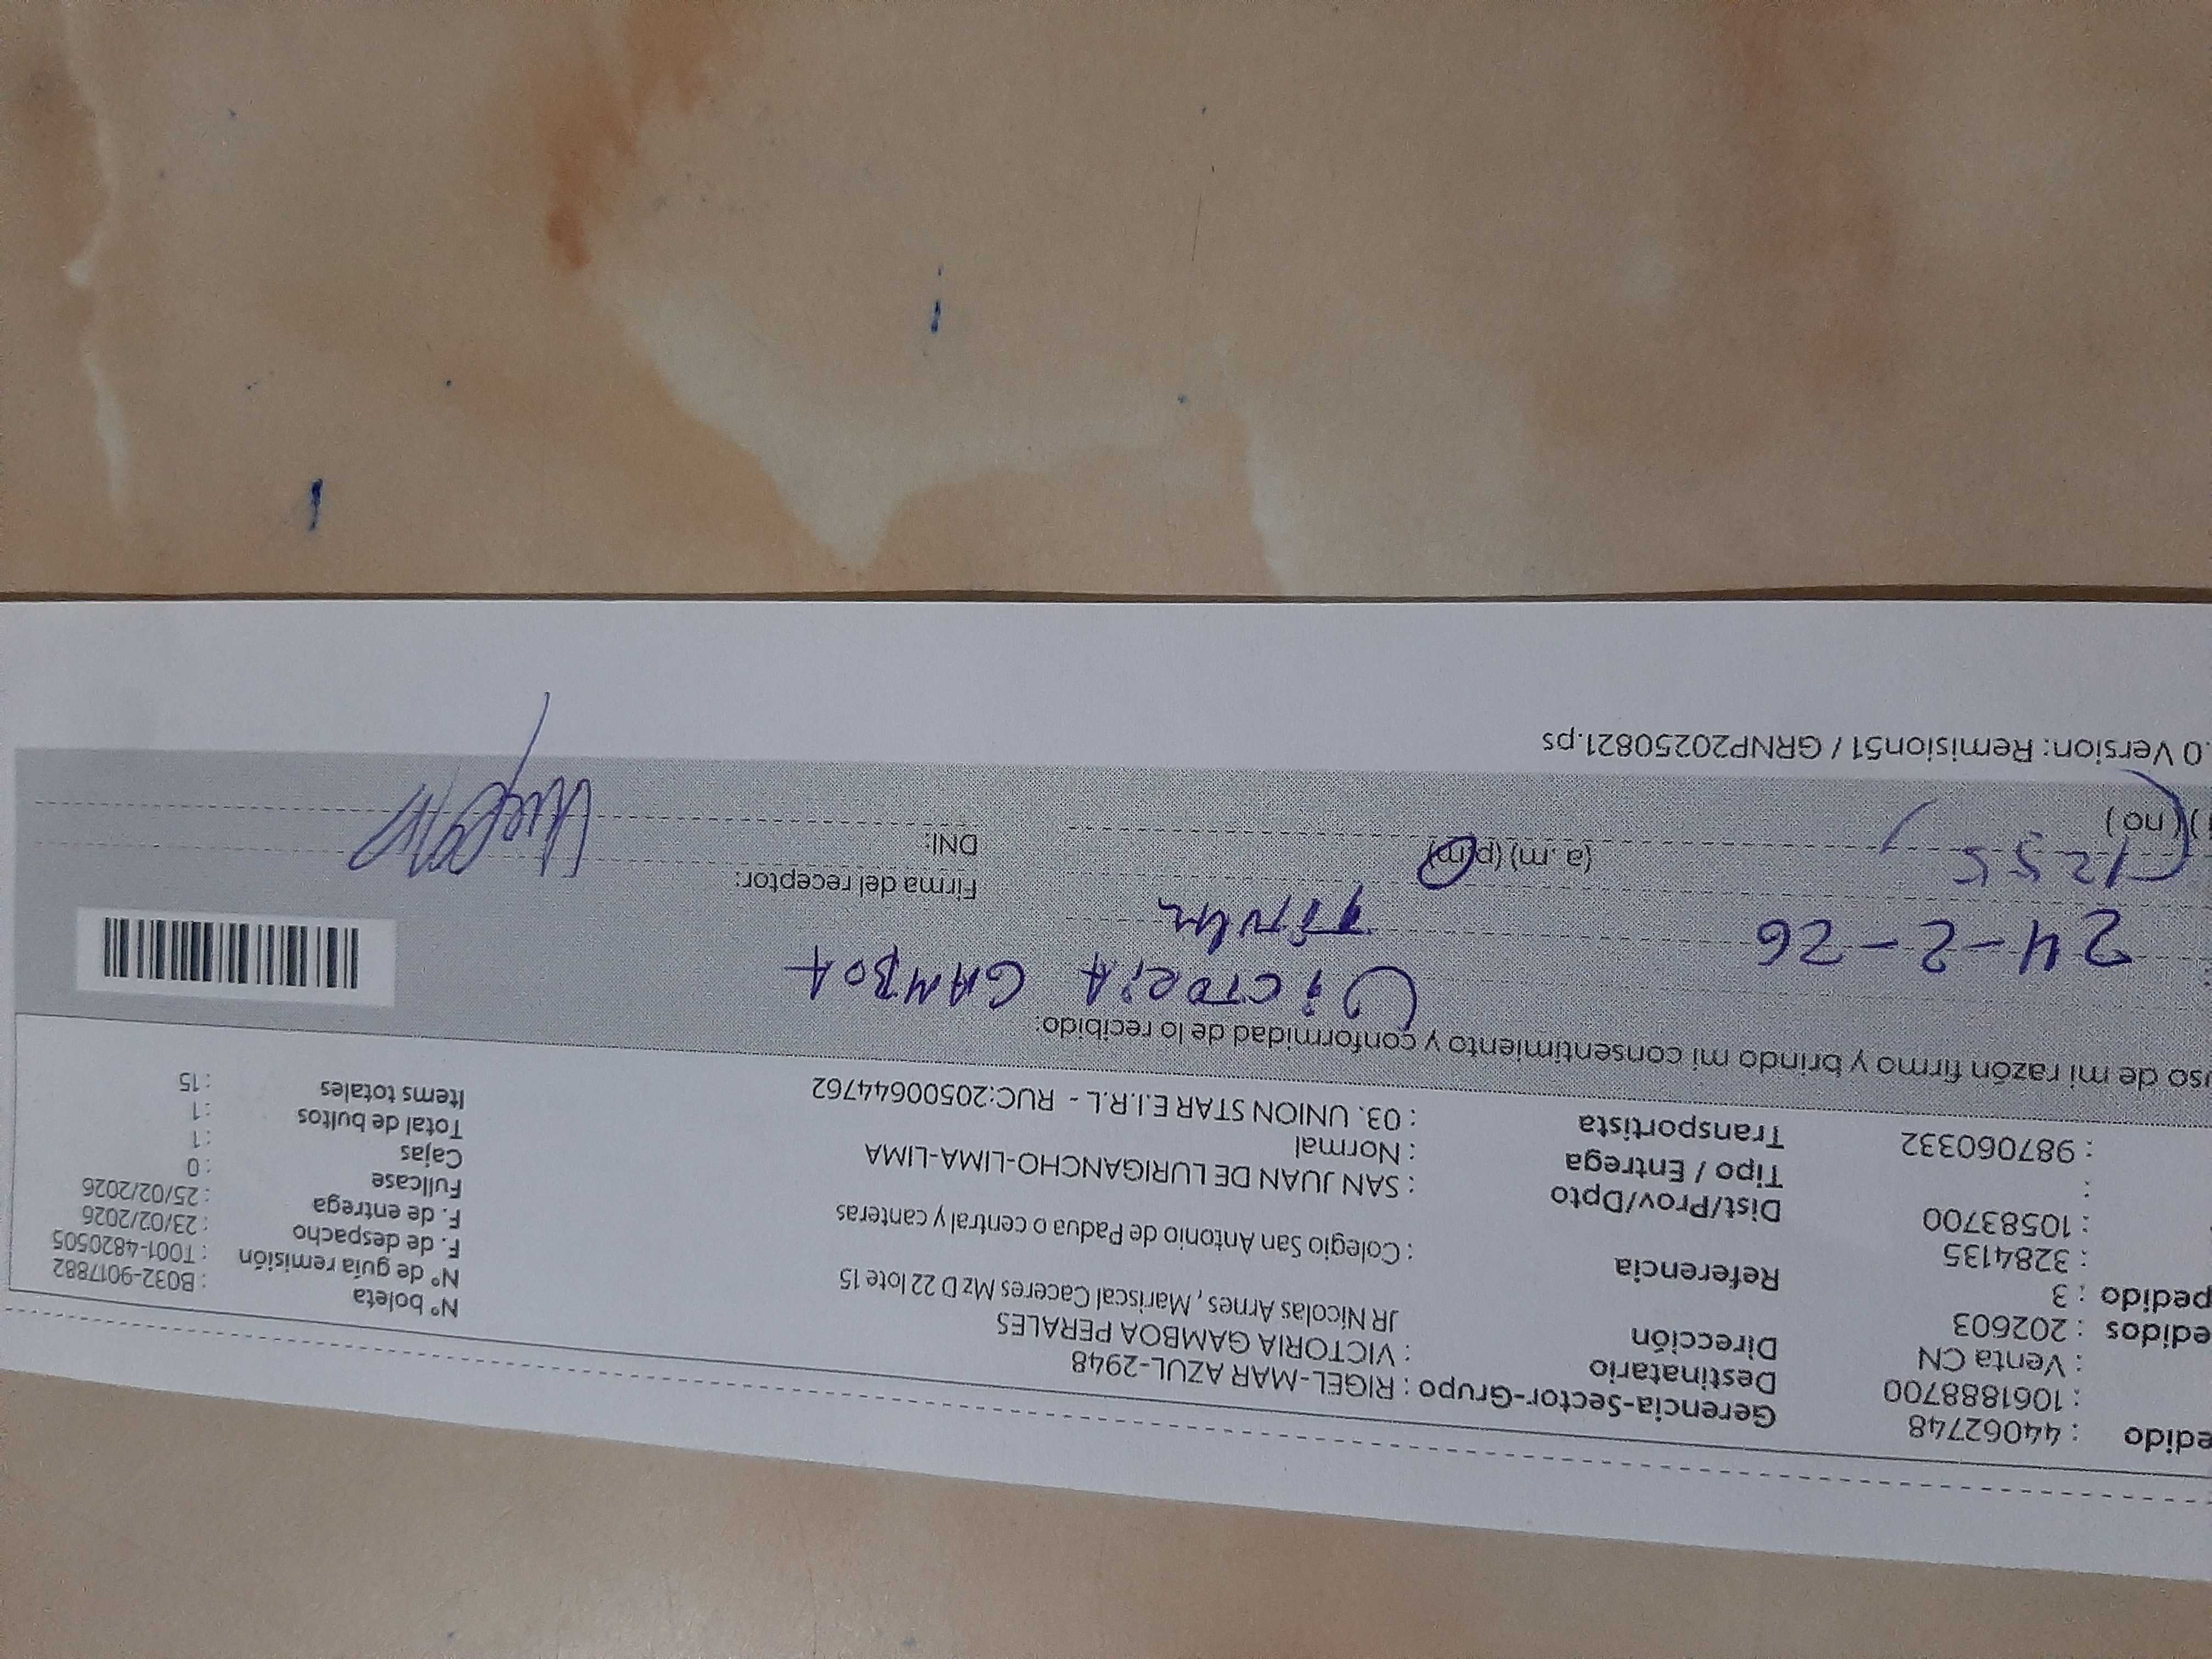 edido : 44062748
: 1061888700
: Venta CN
edidos : 202603
pedido : 3
: 3284135
: 10583700
:
: 987060332
Gerencia-Sector-Grupo : RIGEL-MAR AZUL-2948
Destinatario : VICTORIA GAMBOA PERALES
Dirección JR Nicolas Arnes, Mariscal Caceres Mz D 22 lote 15
Referencia : Colegio San Antonio de Padua o central y canteras
Dist/Prov/Dpto : SAN JUAN DE LURIGANCHO-LIMA-LIMA
Tipo / Entrega : Normal
Transportista : 03. UNION STAR E.I.R.L - RUC:20500644762
N° boleta : B032-9017882
N° de guía remisión : T001-4820505
F. de despacho : 23/02/2026
F. de entrega : 25/02/2026
Fullcase : 0
Cajas : 1
Total de bultos : 1
Items totales : 15
uso de mi razón firmo y brindo mi consentimiento y conformidad de lo recibido:
VicTORiA GAMBOA
24-2-26
1255 (a. m) (p.m)
Firma del receptor:
DNI:
) (no)
.0 Version: Remision51 / GRNP20250821.ps